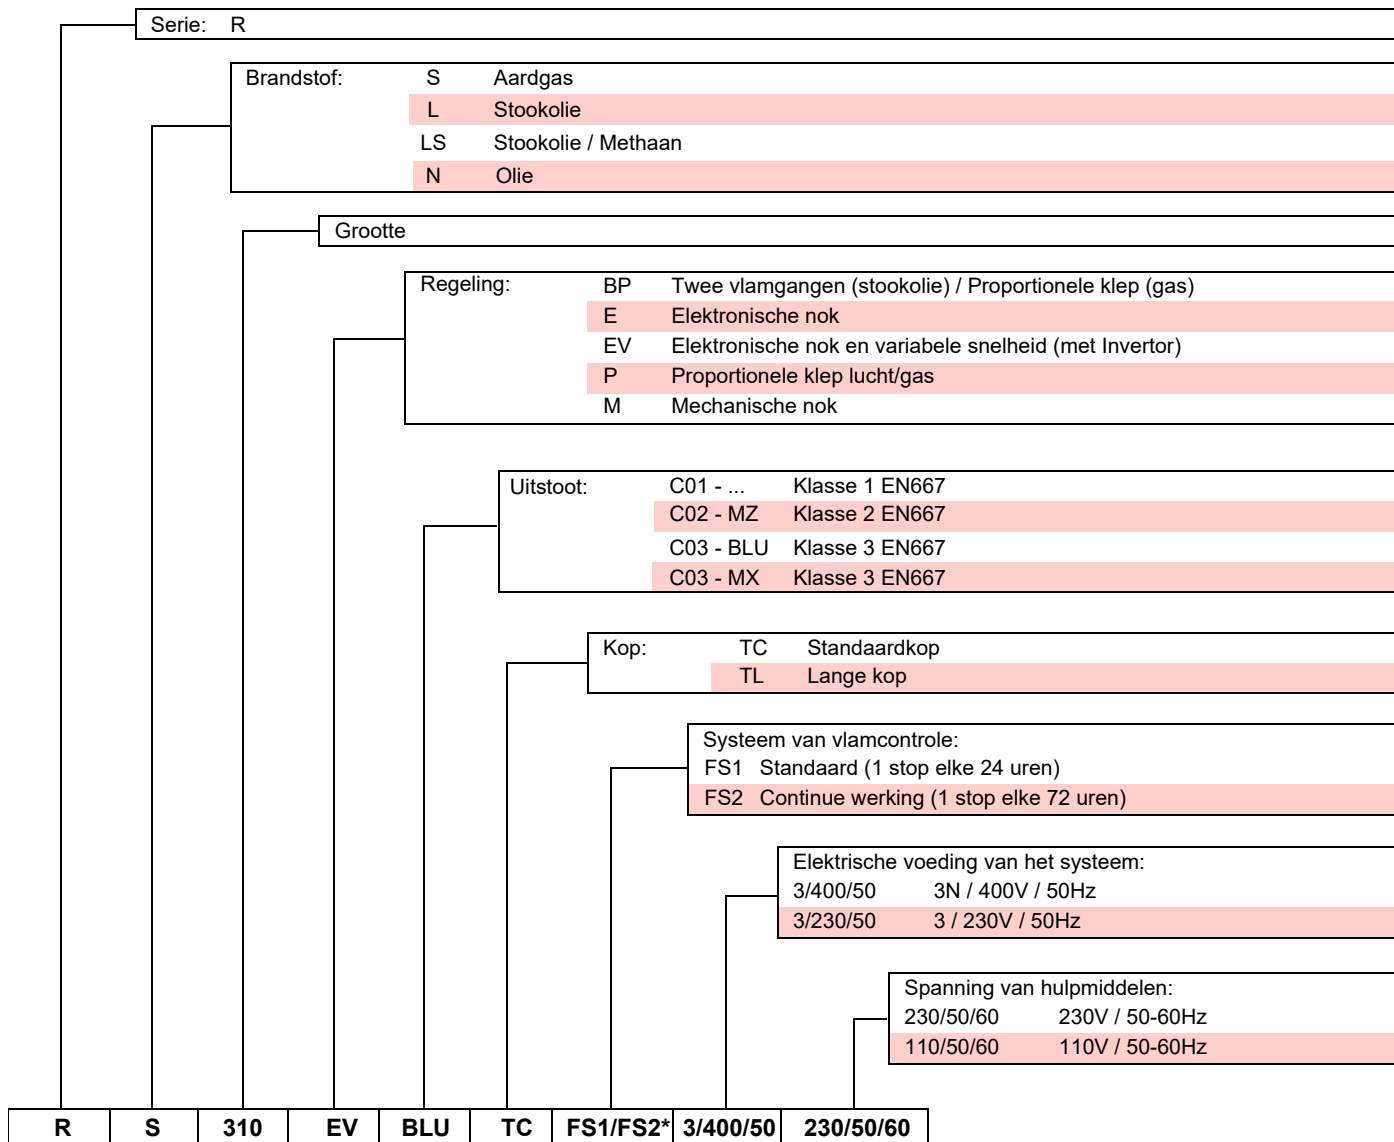 Serie: R
Brandstof: S Aardgas
L Stookolie
LS Stookolie / Methaan
N Olie
Grootte
Regeling: BP Twee vlamgangen (stookolie) / Proportionele klep (gas)
E Elektronische nok
EV Elektronische nok en variabele snelheid (met Invertor)
P Proportionele klep lucht/gas
M Mechanische nok
Uitstoot: C01 - ... Klasse 1 EN667
C02 - MZ Klasse 2 EN667
C03 - BLU Klasse 3 EN667
C03 - MX Klasse 3 EN667
Kop: TC Standaardkop
TL Lange kop
Systeem van vlamcontrole:
FS1 Standaard (1 stop elke 24 uren)
FS2 Continue werking (1 stop elke 72 uren)
Elektrische voeding van het systeem:
3/400/50 3N / 400V / 50Hz
3/230/50 3 / 230V / 50Hz
Spanning van hulpmiddelen:
230/50/60 230V / 50-60Hz
110/50/60 110V / 50-60Hz
R S 310 EV BLU TC FS1/FS2* 3/400/50 230/50/60